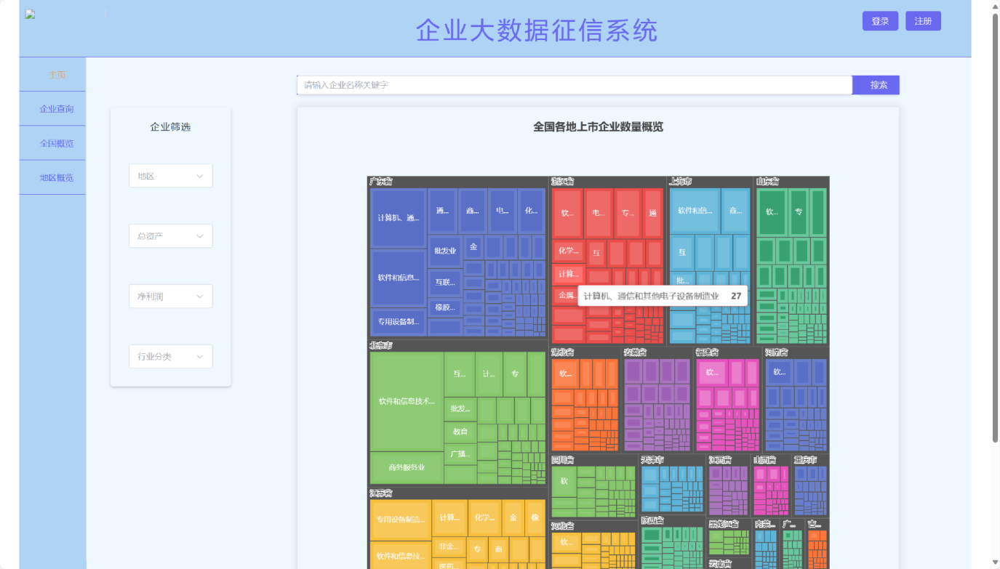 企业大数据征信系统
登录
注册
主页
企业查询
全国概览
地区概览
请输入企业名称关键字
搜索
企业筛选
地区
总资产
净利润
行业分类
全国各地上市企业数量概览
广东省
计算机、通...
通...
商...
电...
化...
批发业
金
软件和信息...
互联...
橡胶...
专用设备制...
浙江省
软...
电...
专...
通
化学...
互
计算...
金属...
计算机、通信和其他电子设备制造业 27
上海市
软件和信...
商...
互
批...
山东省
软...
专
北京市
软件和信息技术...
互...
计...
专
批发...
教育
广播...
商务服务业
湖北省
软...
安徽省
福建省
软...
河南省
软...
四川省
软
天津市
江西省
山西省
重庆市
江苏省
专用设备制造...
计算...
化学...
金
橡
非金...
专
商
软件和信息技...
医药
河北省
软...
陕西省
黑龙江省
内蒙...
广...
吉...
云南省